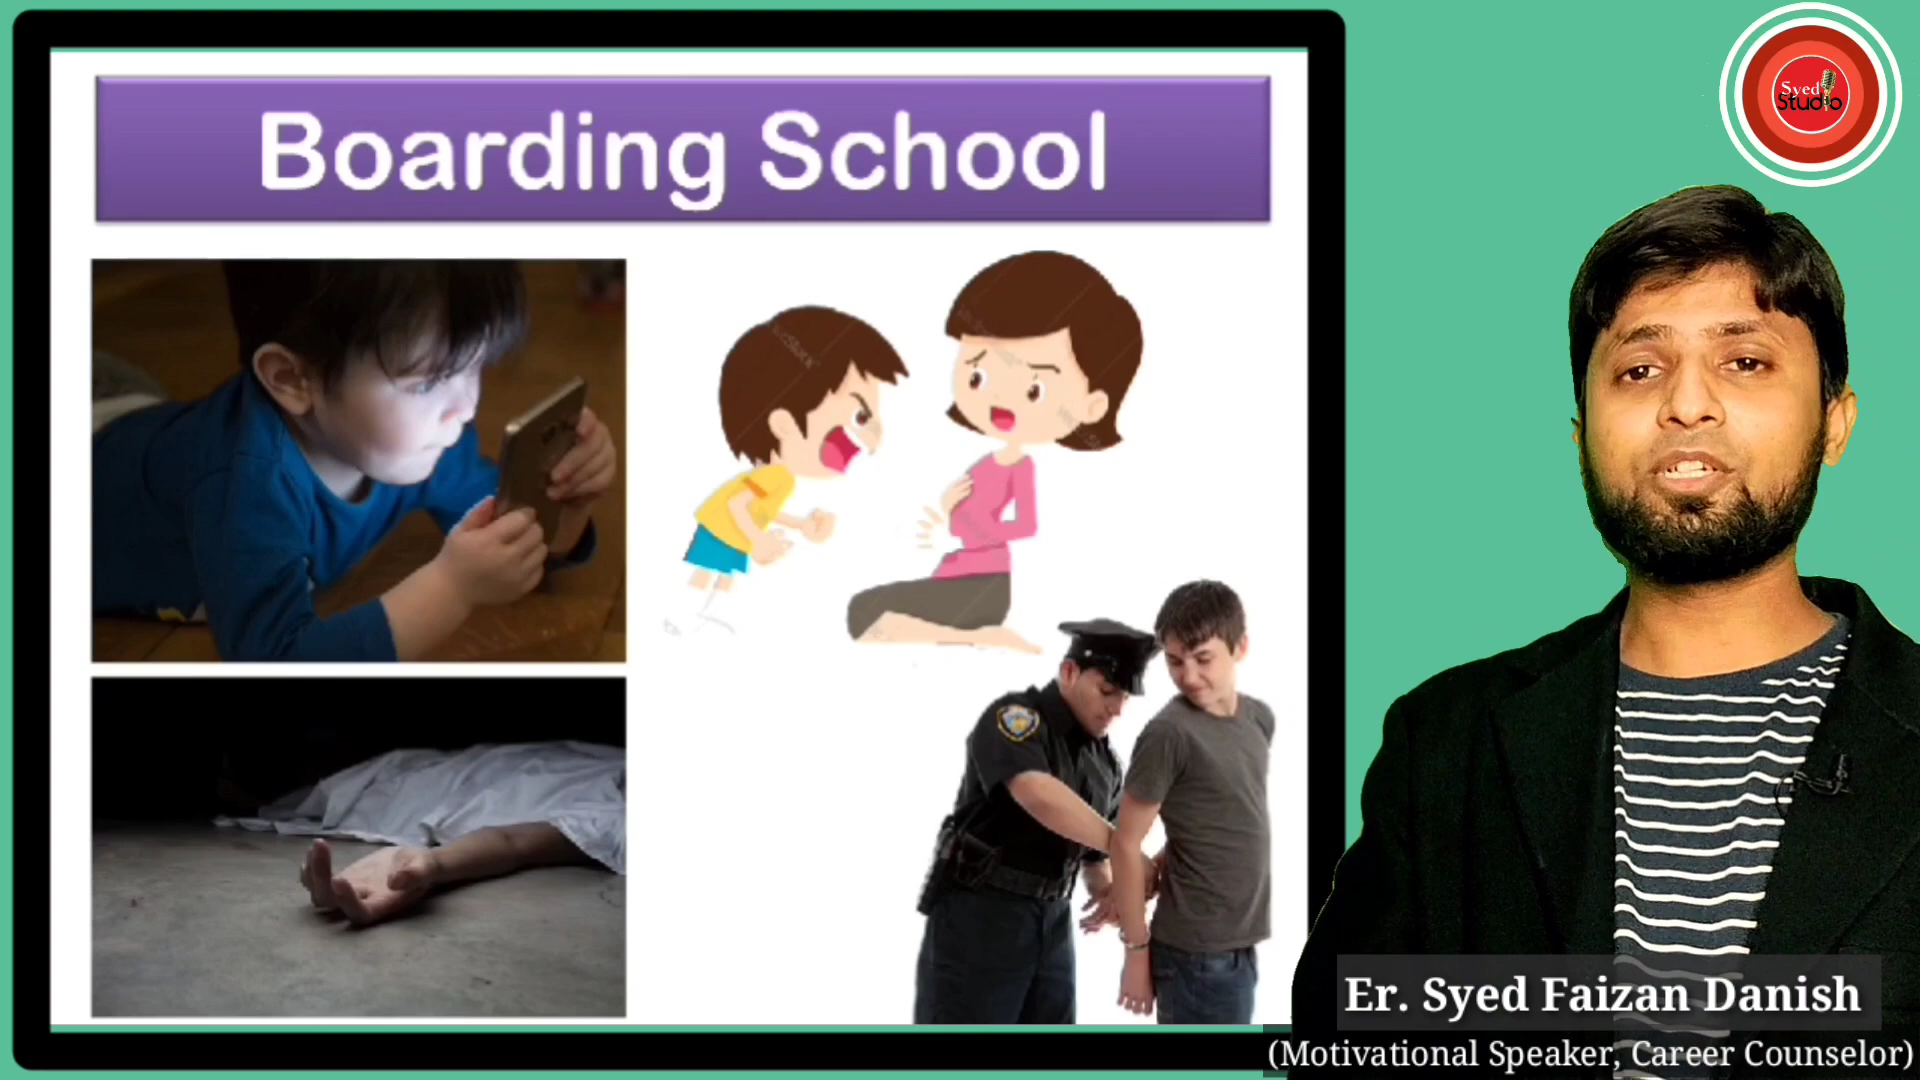 Boarding School
Syed
Studio
Er. Syed Faizan Danish
(Motivational Speaker, Career Counselor)